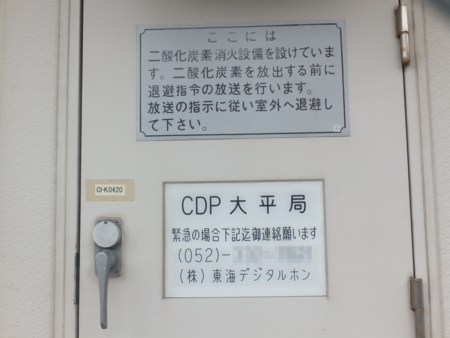 ここには
二酸化炭素消火設備を設けていま
す。二酸化炭素を放出する前に
退避指令の放送を行います。
放送の指示に従い室外へ退避し
て下さい。
CI-K0420
CDP大平局
緊急の場合下記迄御連絡願います
(052)-
(株)東海デジタルホン